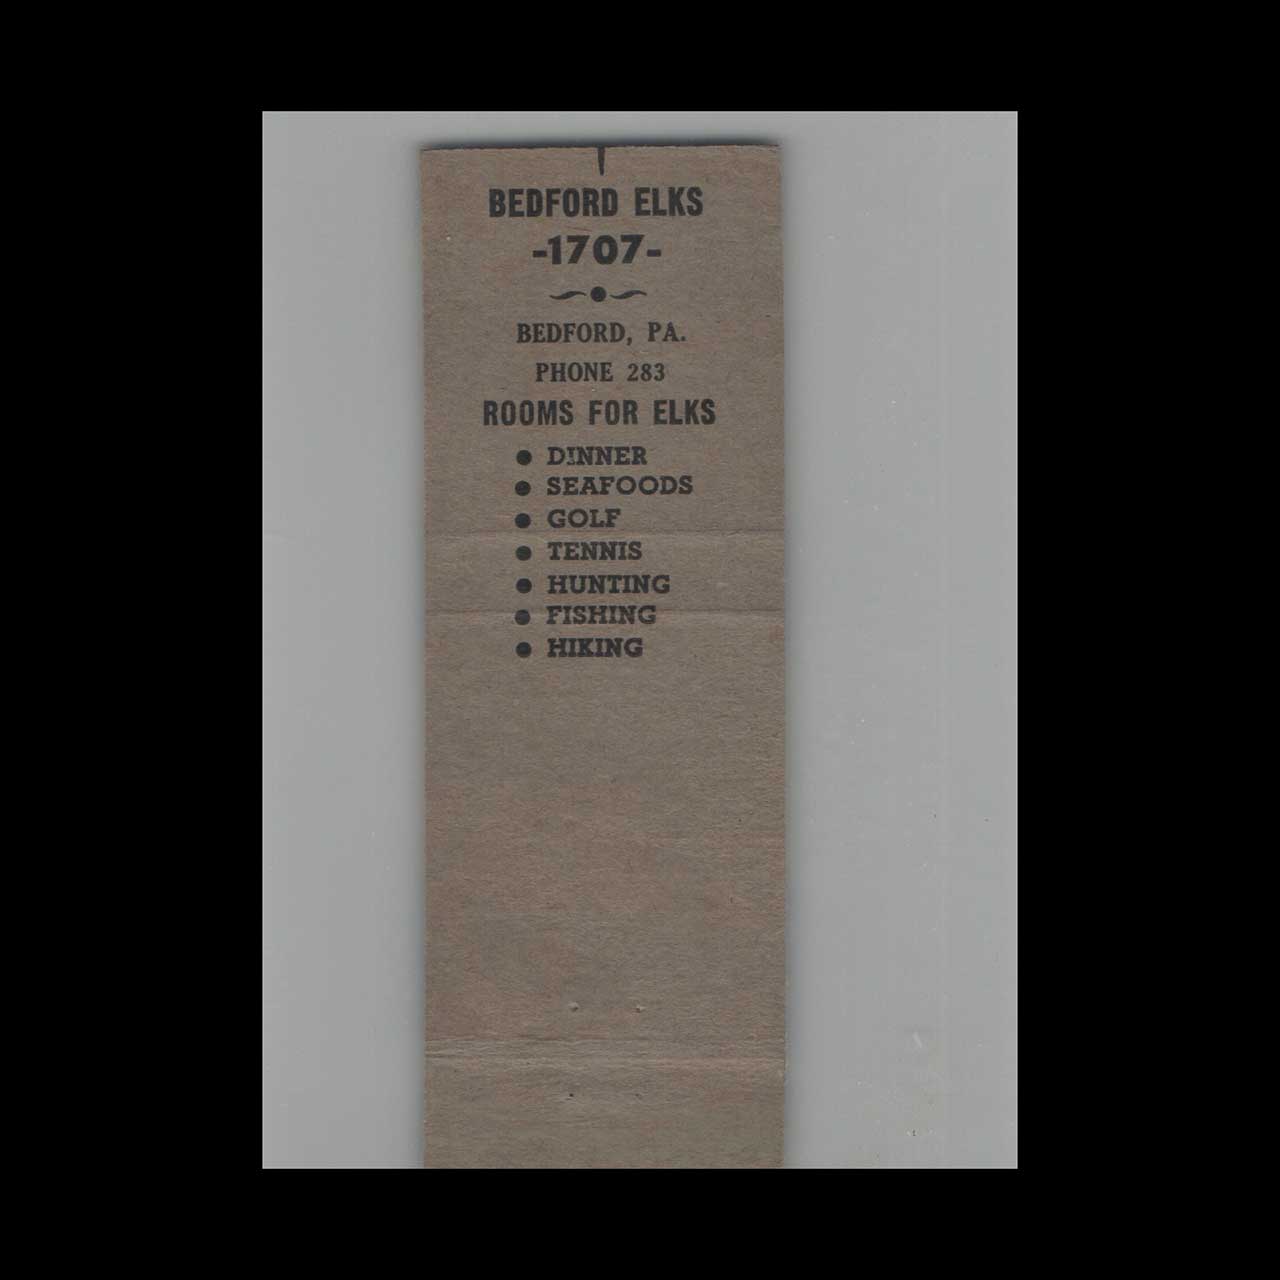 BEDFORD ELKS
-1707-
BEDFORD, PA.
PHONE 283
ROOMS FOR ELKS
● DINNER
● SEAFOODS
● GOLF
● TENNIS
● HUNTING
● FISHING
● HIKING